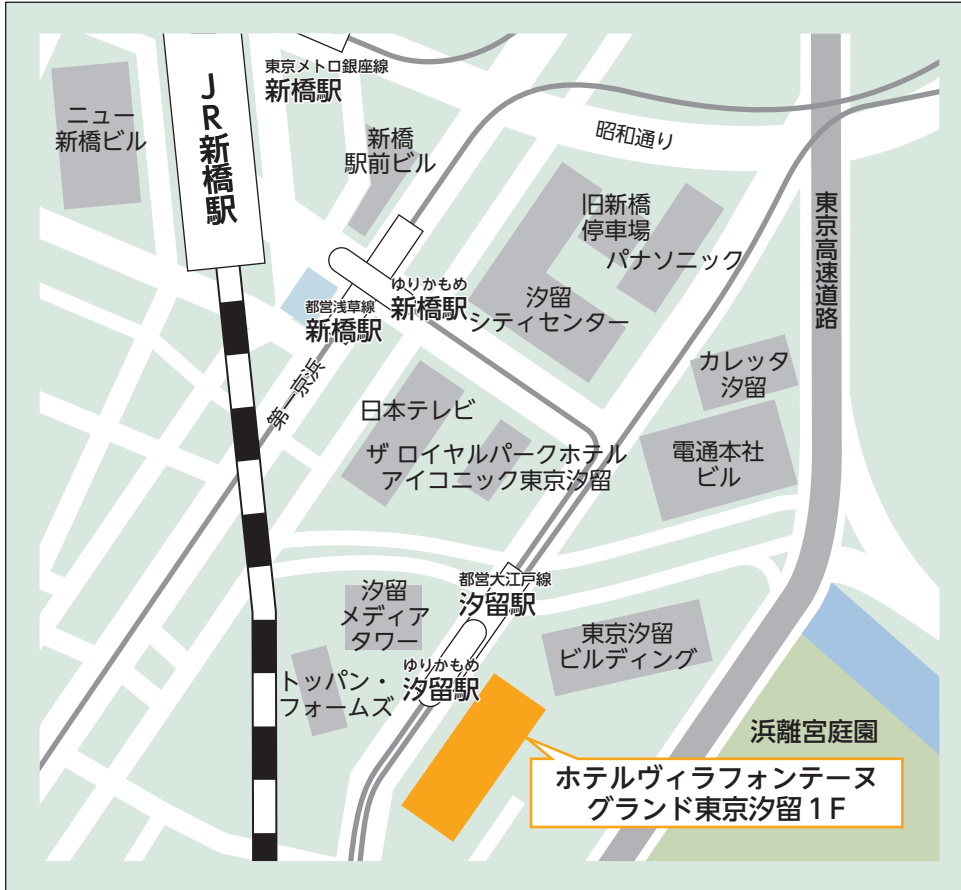 東京メトロ銀座線
新橋駅
JR新橋駅
ニュー
新橋ビル
新橋
駅前ビル
昭和通り
旧新橋
停車場
パナソニック
東京高速道路
ゆりかもめ
新橋駅
都営浅草線
新橋駅
汐留
シティセンター
第一京浜
カレッタ
汐留
日本テレビ
ザ ロイヤルパークホテル
アイコニック東京汐留
電通本社
ビル
都営大江戸線
汐留駅
汐留
メディア
タワー
東京汐留
ビルディング
ゆりかもめ
汐留駅
トッパン・
フォームズ
浜離宮庭園
ホテルヴィラフォンテーヌ
グランド東京汐留1F